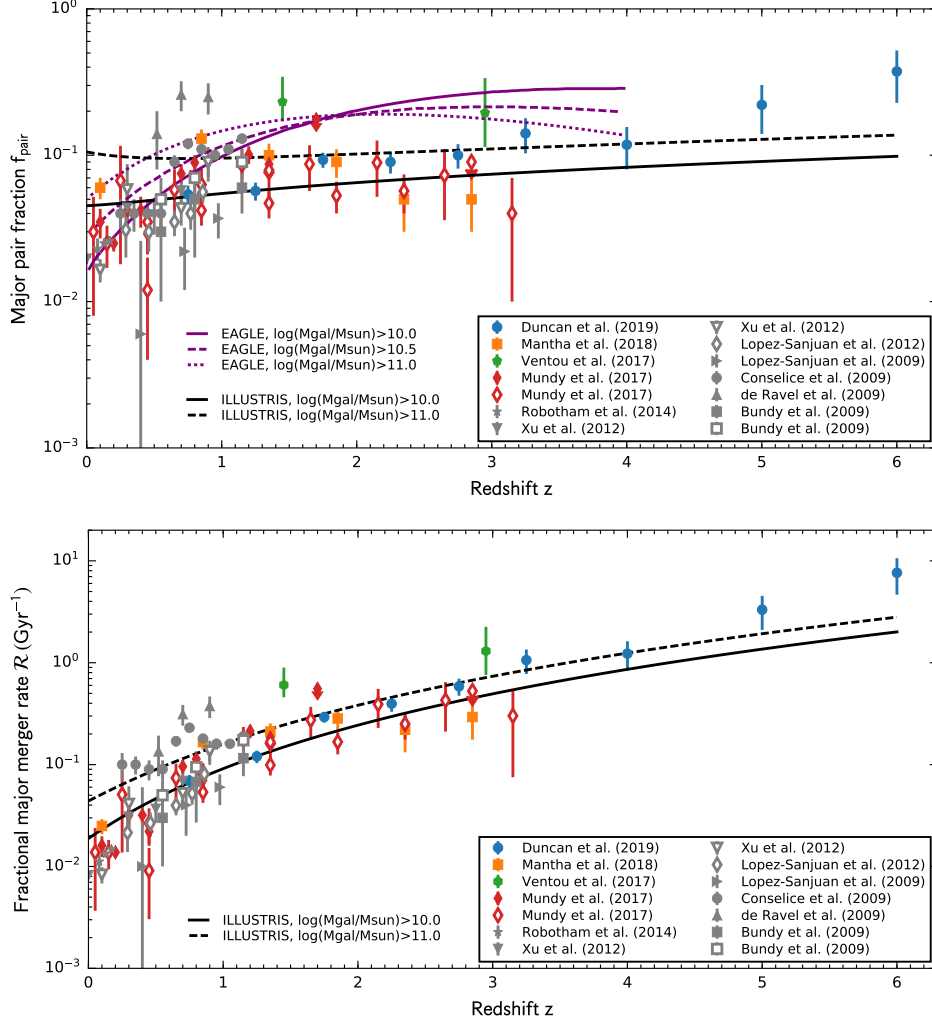 10⁰
10⁻¹
10⁻²
10⁻³
Major pair fraction f_pair
EAGLE, log(Mgal/Msun)>10.0
EAGLE, log(Mgal/Msun)>10.5
EAGLE, log(Mgal/Msun)>11.0
ILLUSTRIS, log(Mgal/Msun)>10.0
ILLUSTRIS, log(Mgal/Msun)>11.0
Duncan et al. (2019)
Mantha et al. (2018)
Ventou et al. (2017)
Mundy et al. (2017)
Mundy et al. (2017)
Robotham et al. (2014)
Xu et al. (2012)
Xu et al. (2012)
Lopez-Sanjuan et al. (2012)
Lopez-Sanjuan et al. (2009)
Conselice et al. (2009)
de Ravel et al. (2009)
Bundy et al. (2009)
Bundy et al. (2009)
0 1 2 3 4 5 6
Redshift z
10¹
10⁰
10⁻¹
10⁻²
10⁻³
Fractional major merger rate ℛ (Gyr⁻¹)
ILLUSTRIS, log(Mgal/Msun)>10.0
ILLUSTRIS, log(Mgal/Msun)>11.0
Duncan et al. (2019)
Mantha et al. (2018)
Ventou et al. (2017)
Mundy et al. (2017)
Mundy et al. (2017)
Robotham et al. (2014)
Xu et al. (2012)
Xu et al. (2012)
Lopez-Sanjuan et al. (2012)
Lopez-Sanjuan et al. (2009)
Conselice et al. (2009)
de Ravel et al. (2009)
Bundy et al. (2009)
Bundy et al. (2009)
0 1 2 3 4 5 6
Redshift z